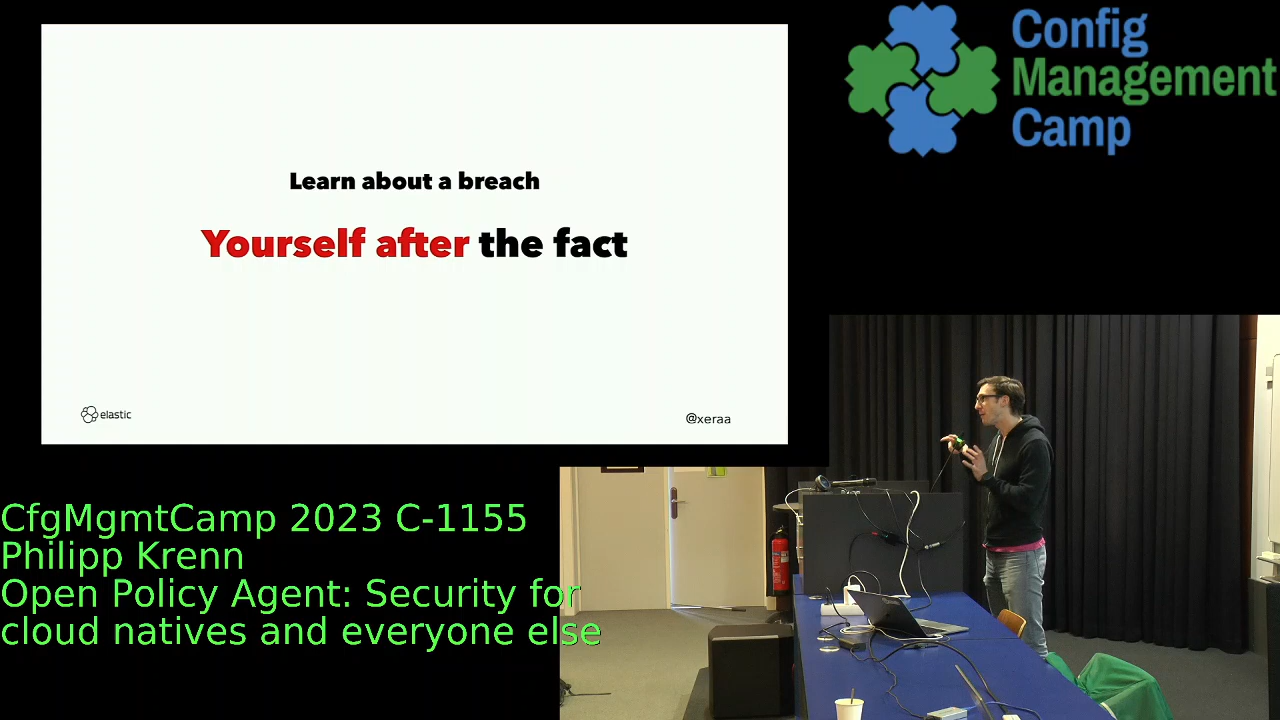 Learn about a breach
Yourself after the fact
elastic
@xeraa
Config
Management
Camp
CfgMgmtCamp 2023 C-1155
Philipp Krenn
Open Policy Agent: Security for
cloud natives and everyone else